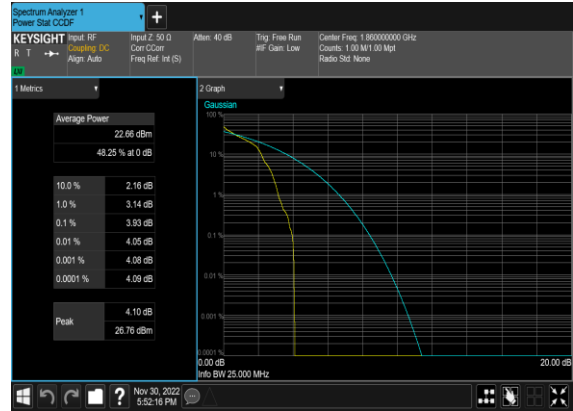 Spectrum Analyzer 1
Power Stat CCDF
KEYSIGHT
R T
LXI
Input: RF
Coupling: DC
Align: Auto
Input Z: 50 Ω
Corr CCorr
Freq Ref: Int (S)
Atten: 40 dB
Trig: Free Run
#IF Gain: Low
Center Freq: 1.860000000 GHz
Counts: 1.00 M/1.00 Mpt
Radio Std: None
1 Metrics
Average Power
22.66 dBm
48.25 % at 0 dB
10.0 % 2.16 dB
1.0 % 3.14 dB
0.1 % 3.93 dB
0.01 % 4.05 dB
0.001 % 4.08 dB
0.0001 % 4.09 dB
Peak
4.10 dB
26.76 dBm
2 Graph
Gaussian
100 %
10 %
1 %
0.1 %
0.01 %
0.001 %
0.0001 %
0.00 dB
20.00 dB
Info BW 25.000 MHz
?
Nov 30, 2022
5:52:16 PM